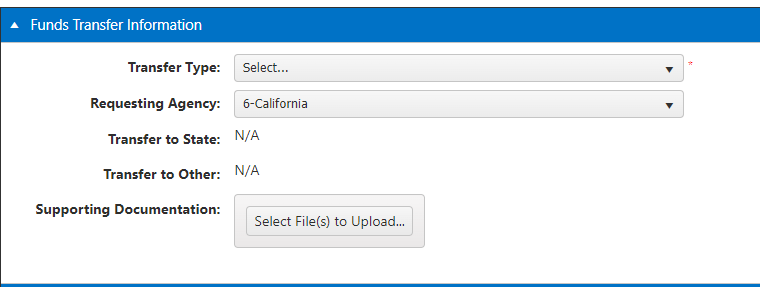 Funds Transfer Information
Transfer Type: Select... *
Requesting Agency: 6-California
Transfer to State: N/A
Transfer to Other: N/A
Supporting Documentation: Select File(s) to Upload...